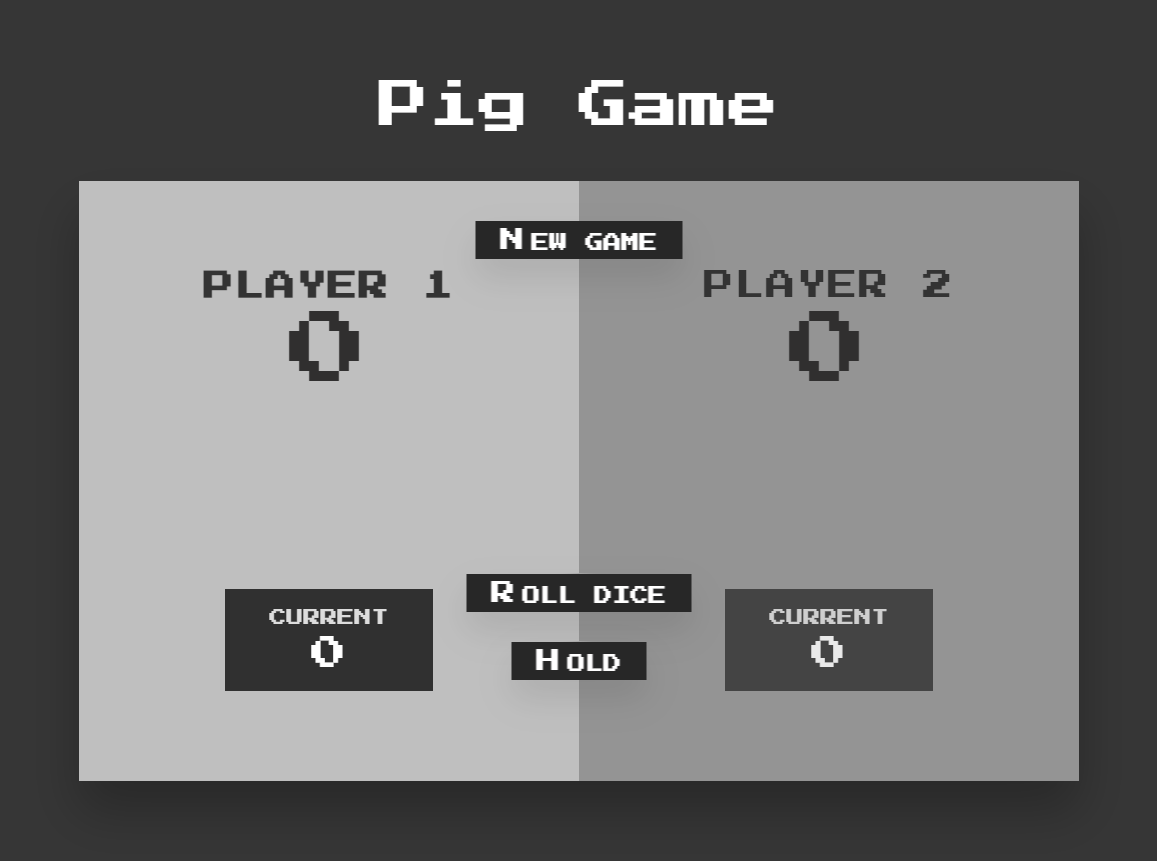 Pig Game
New game
PLAYER 1
0
PLAYER 2
0
Roll dice
Hold
CURRENT
0
CURRENT
0